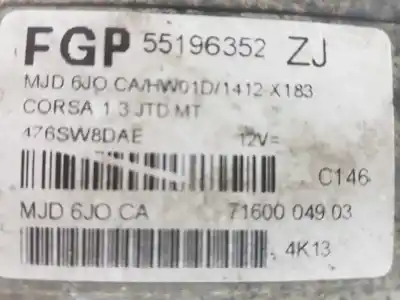 FGP 55196352 ZJ
MJD 6JO.CA/HW01D/1412-X183
CORSA 1.3 JTD MT
476SW8DAE 12V=
C146
MJD 6JO.CA 71600 049 03
4K13